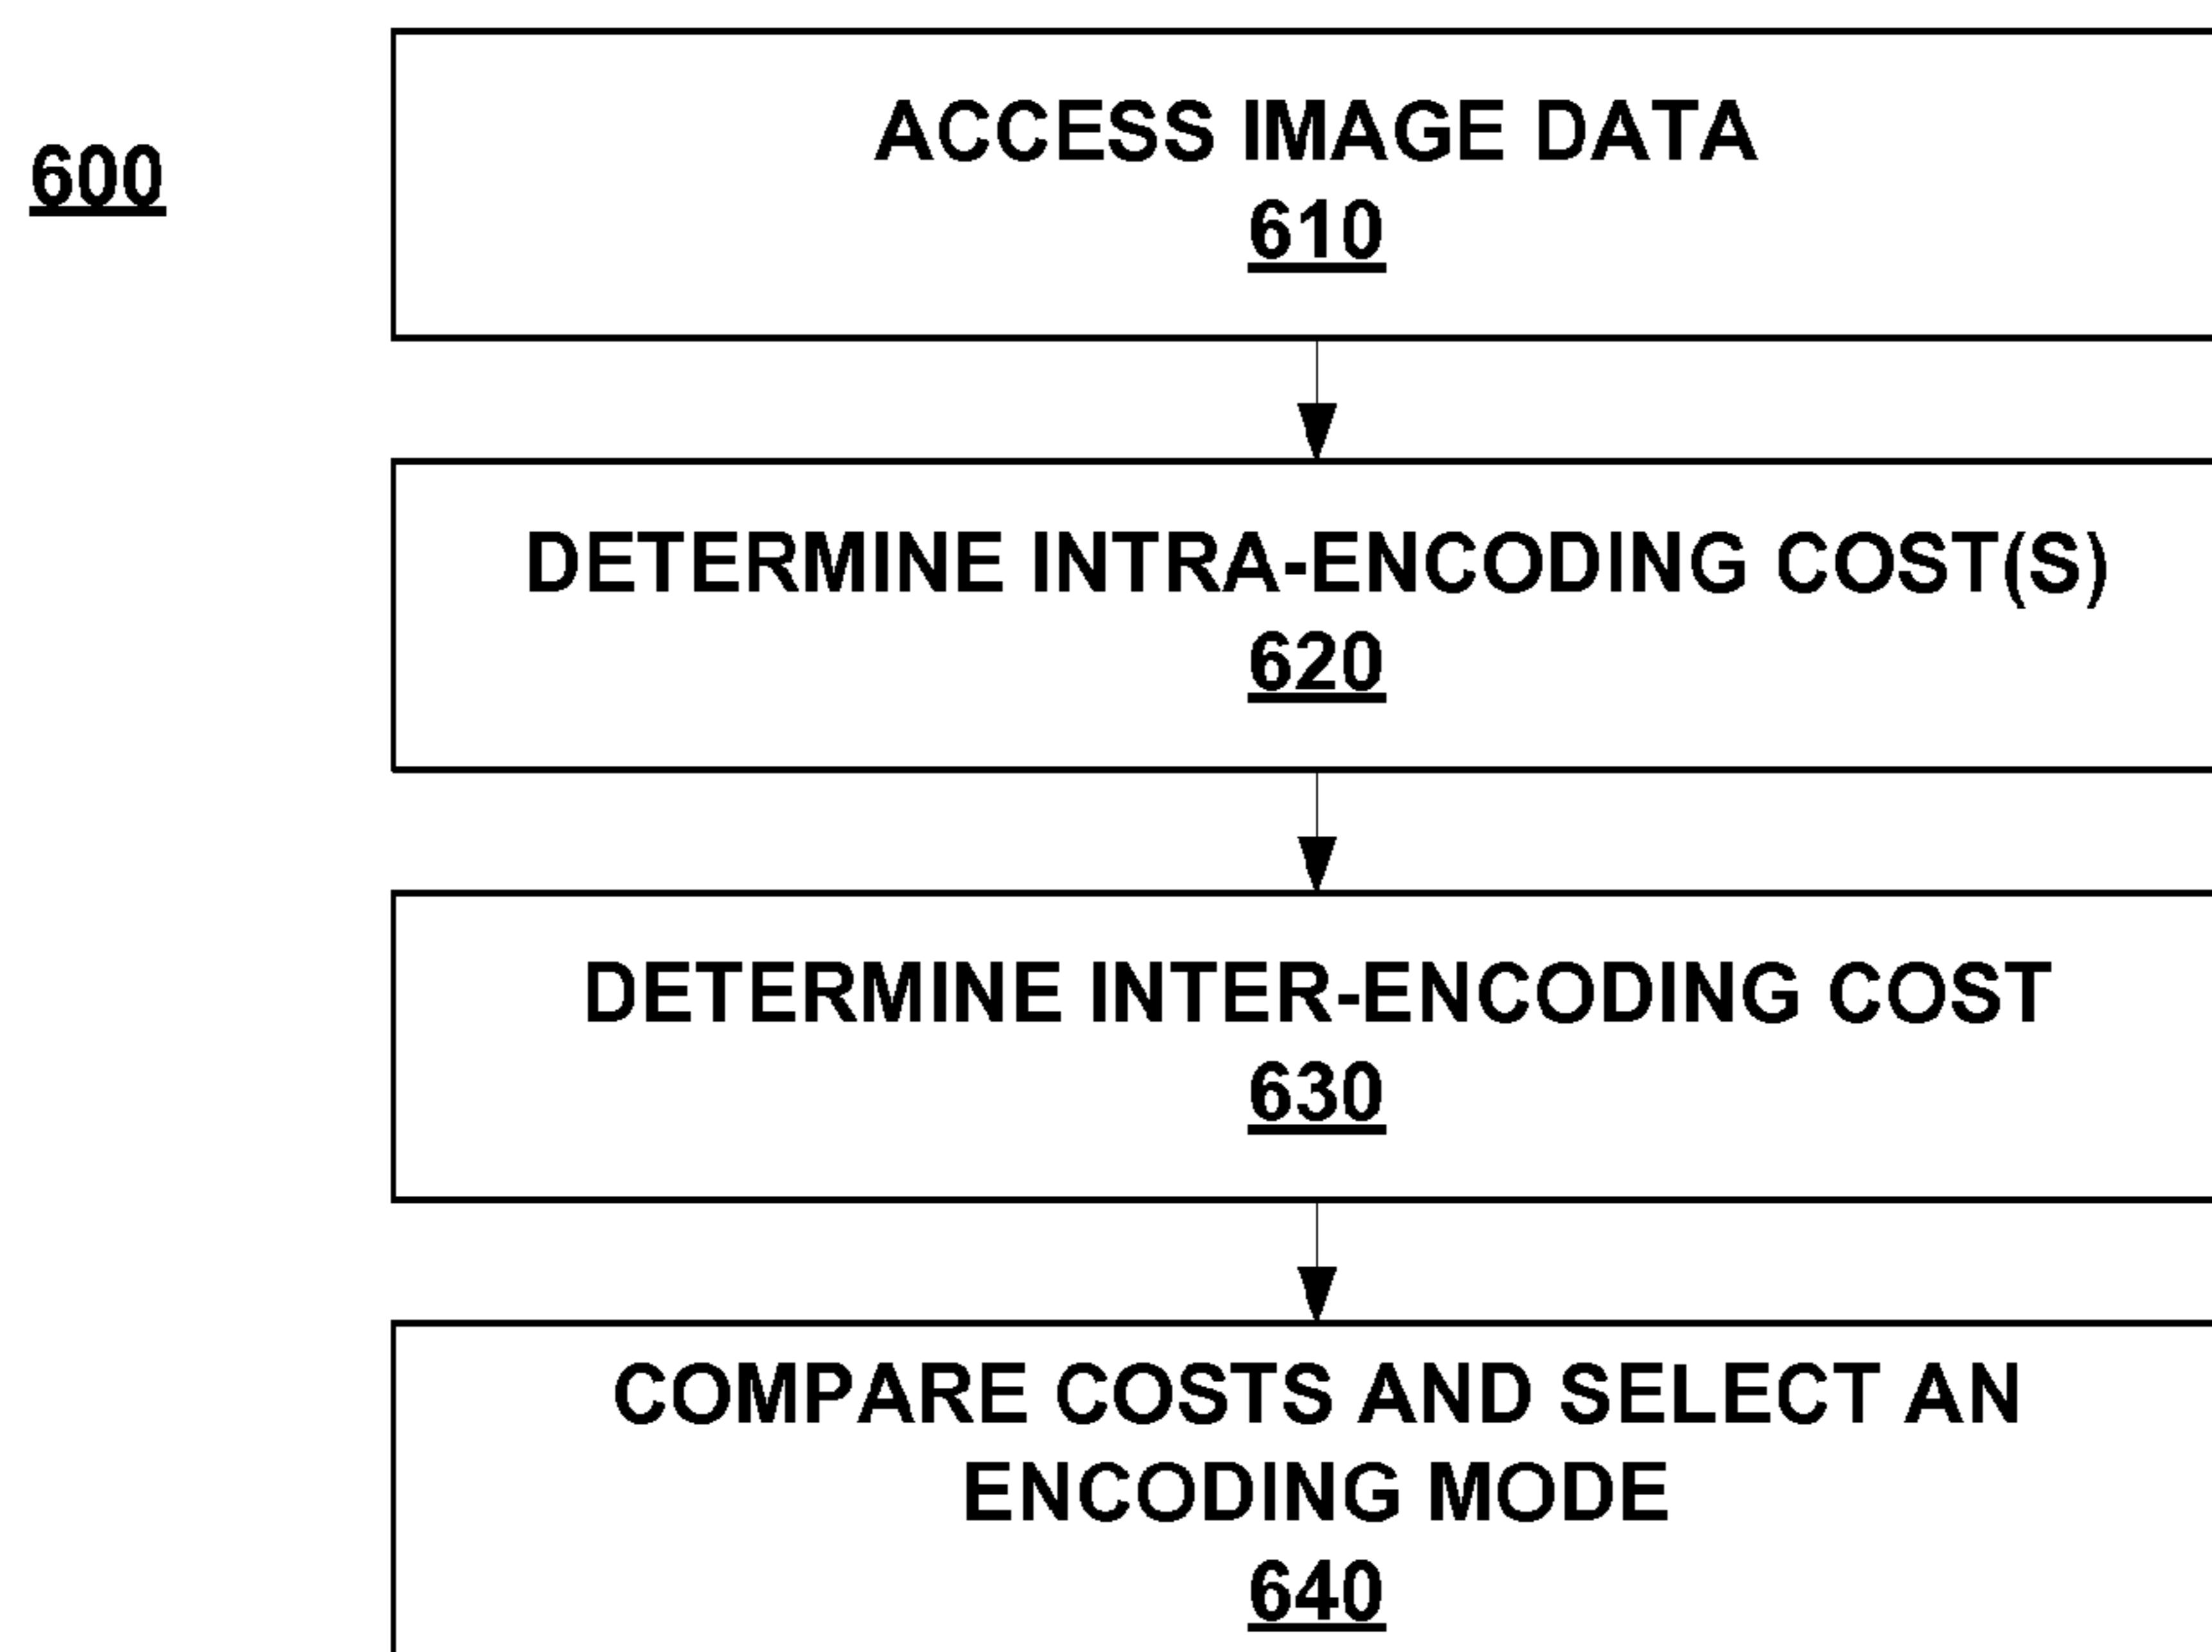 600
ACCESS IMAGE DATA
610
DETERMINE INTRA-ENCODING COST(S)
620
DETERMINE INTER-ENCODING COST
630
COMPARE COSTS AND SELECT AN
ENCODING MODE
640